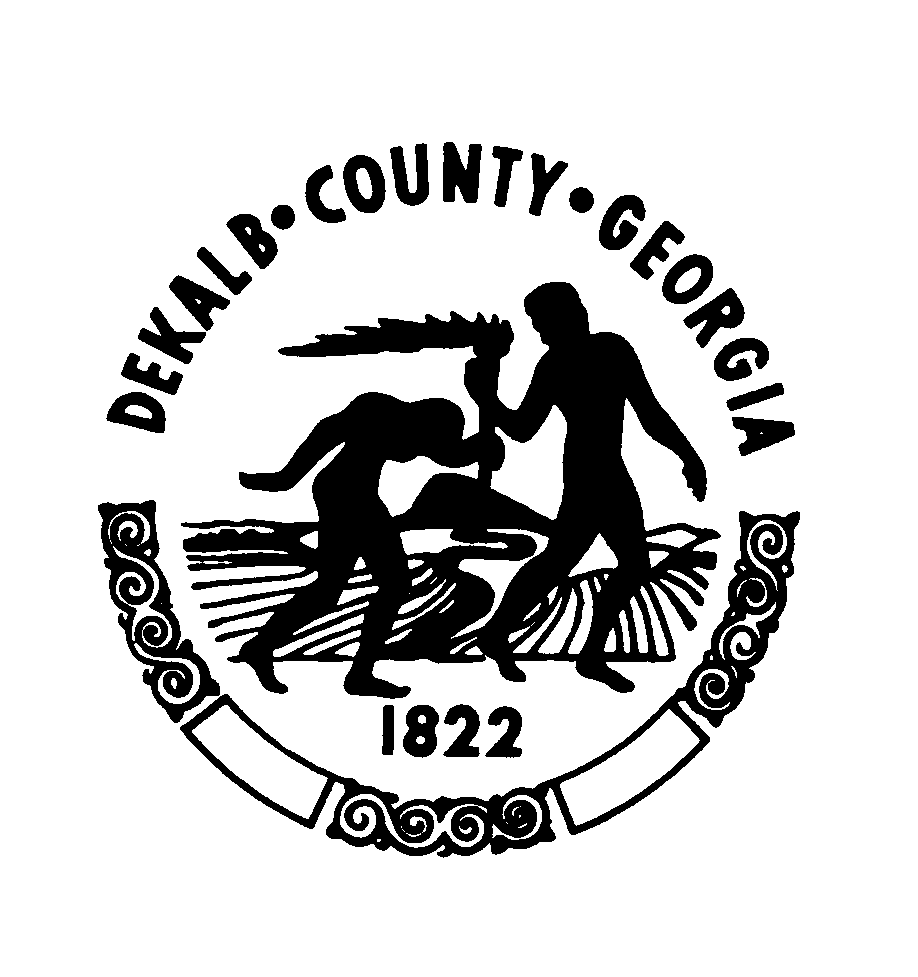 DEKALB • COUNTY • GEORGIA
1822